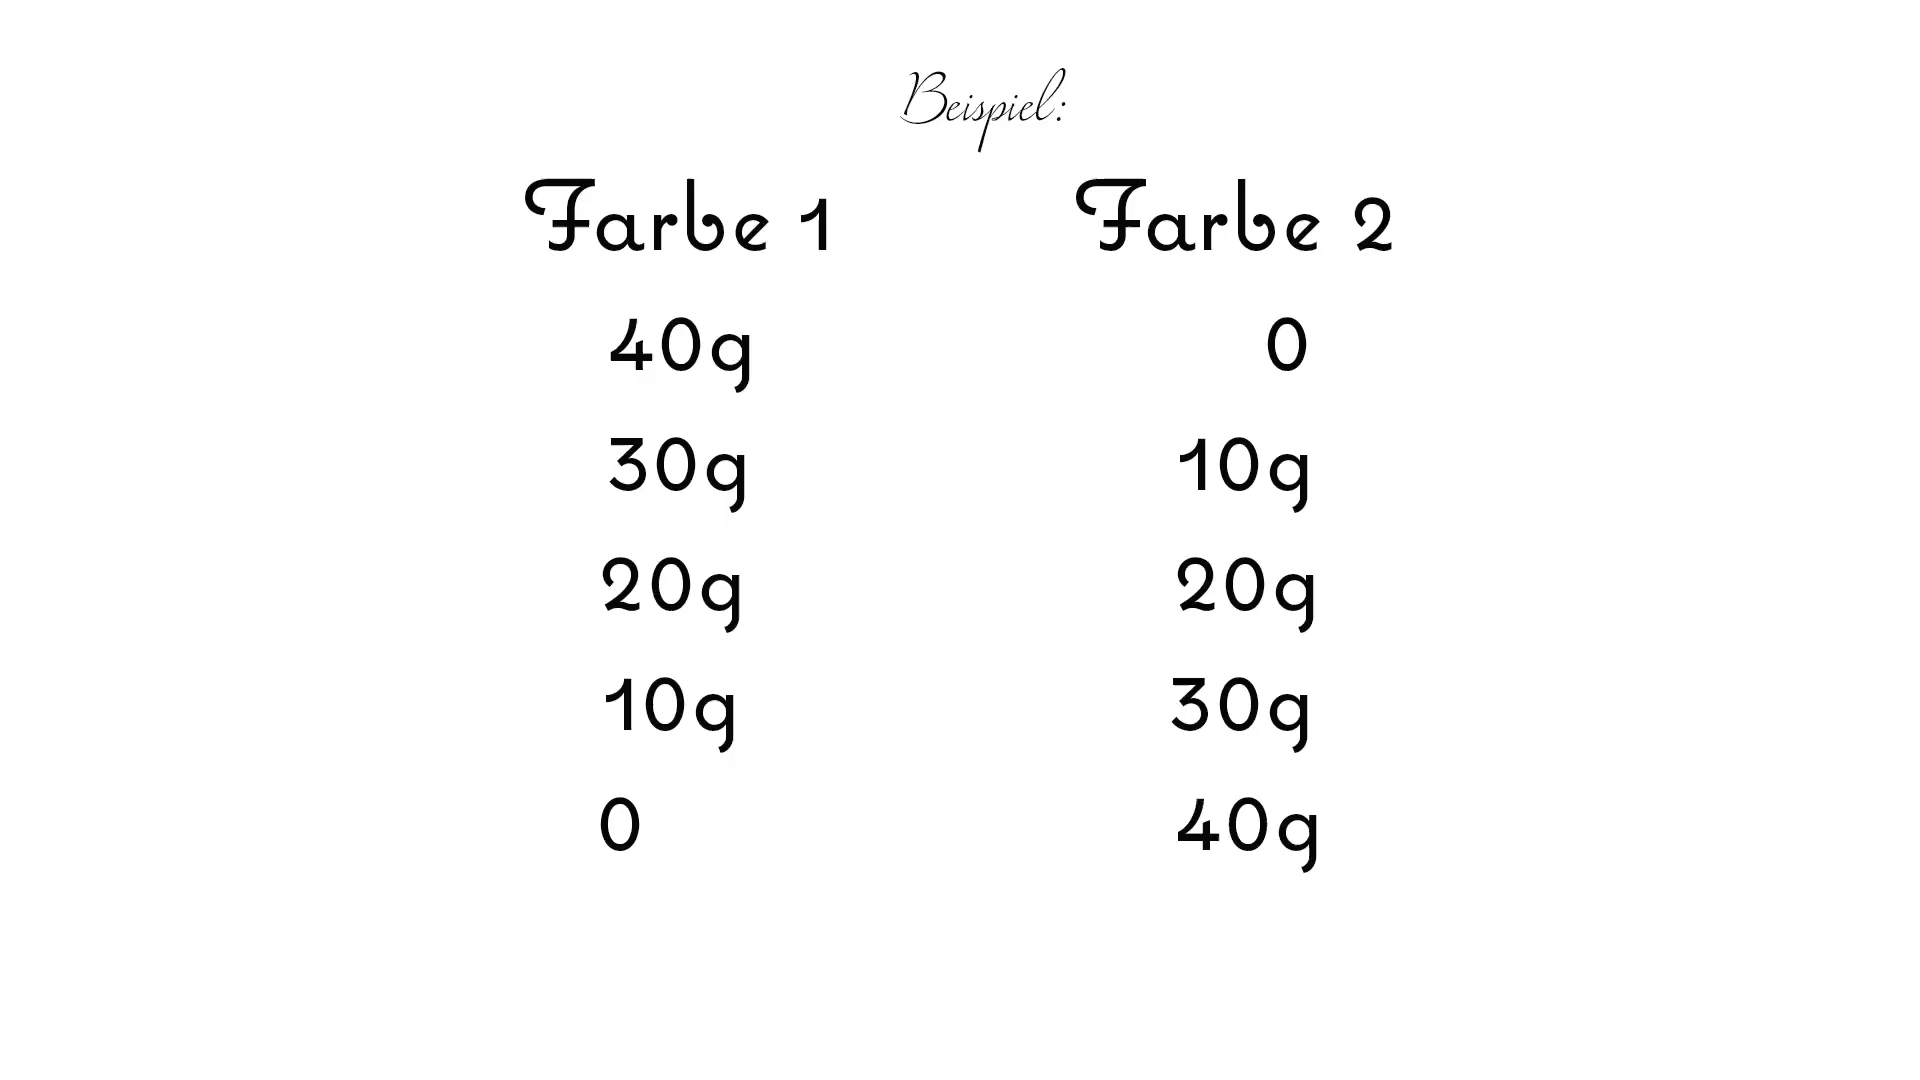 Beispiel:
Farbe 1 Farbe 2
40g 0
30g 10g
20g 20g
10g 30g
0 40g